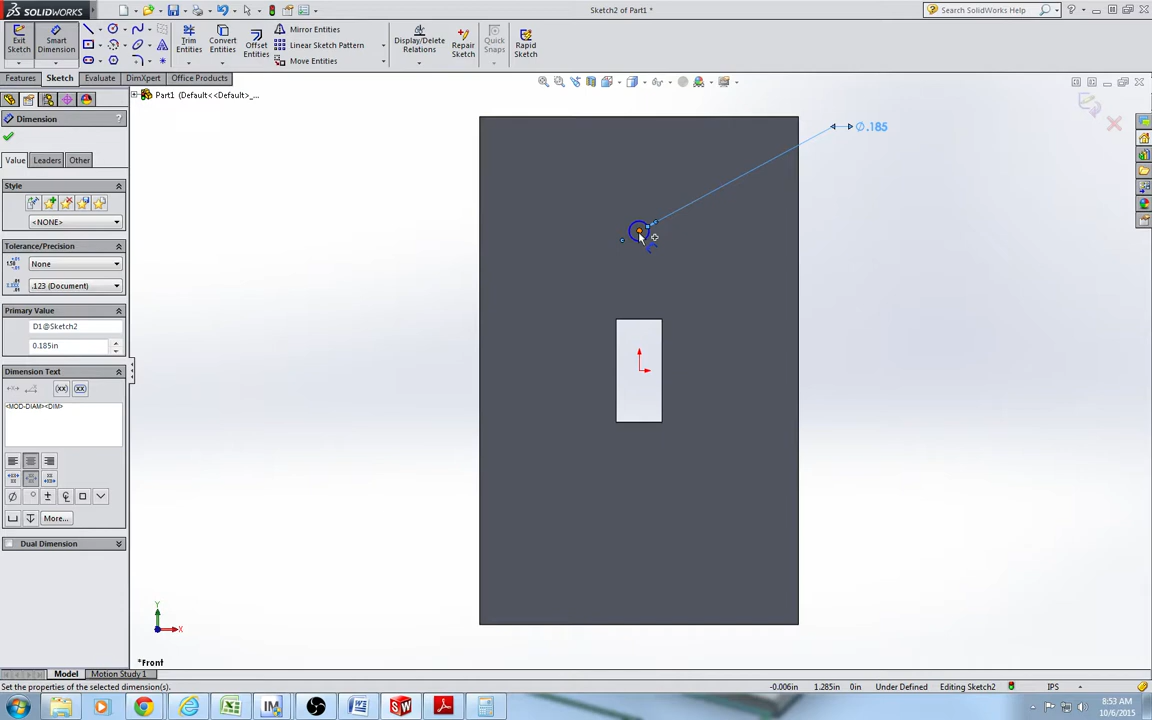 SOLIDWORKS
Sketch2 of Part1 *
Search SolidWorks Help
Exit Sketch
Smart Dimension
Trim Entities
Convert Entities
Offset Entities
Mirror Entities
Linear Sketch Pattern
Move Entities
Display/Delete Relations
Repair Sketch
Quick Snaps
Rapid Sketch
Features
Sketch
Evaluate
DimXpert
Office Products
Part1 (Default<<Default>_...
Dimension
?
Value
Leaders
Other
Style
<NONE>
Tolerance/Precision
None
.123 (Document)
Primary Value
D1@Sketch2
0.185in
Dimension Text
(xx)
(xx)
<MOD-DIAM><DIM>
More...
Dual Dimension
∅.185
Y
X
*Front
Model
Motion Study 1
Set the properties of the selected dimension(s).
-0.006in
1.285in
0in
Under Defined
Editing Sketch2
IPS
8:53 AM
10/6/2015